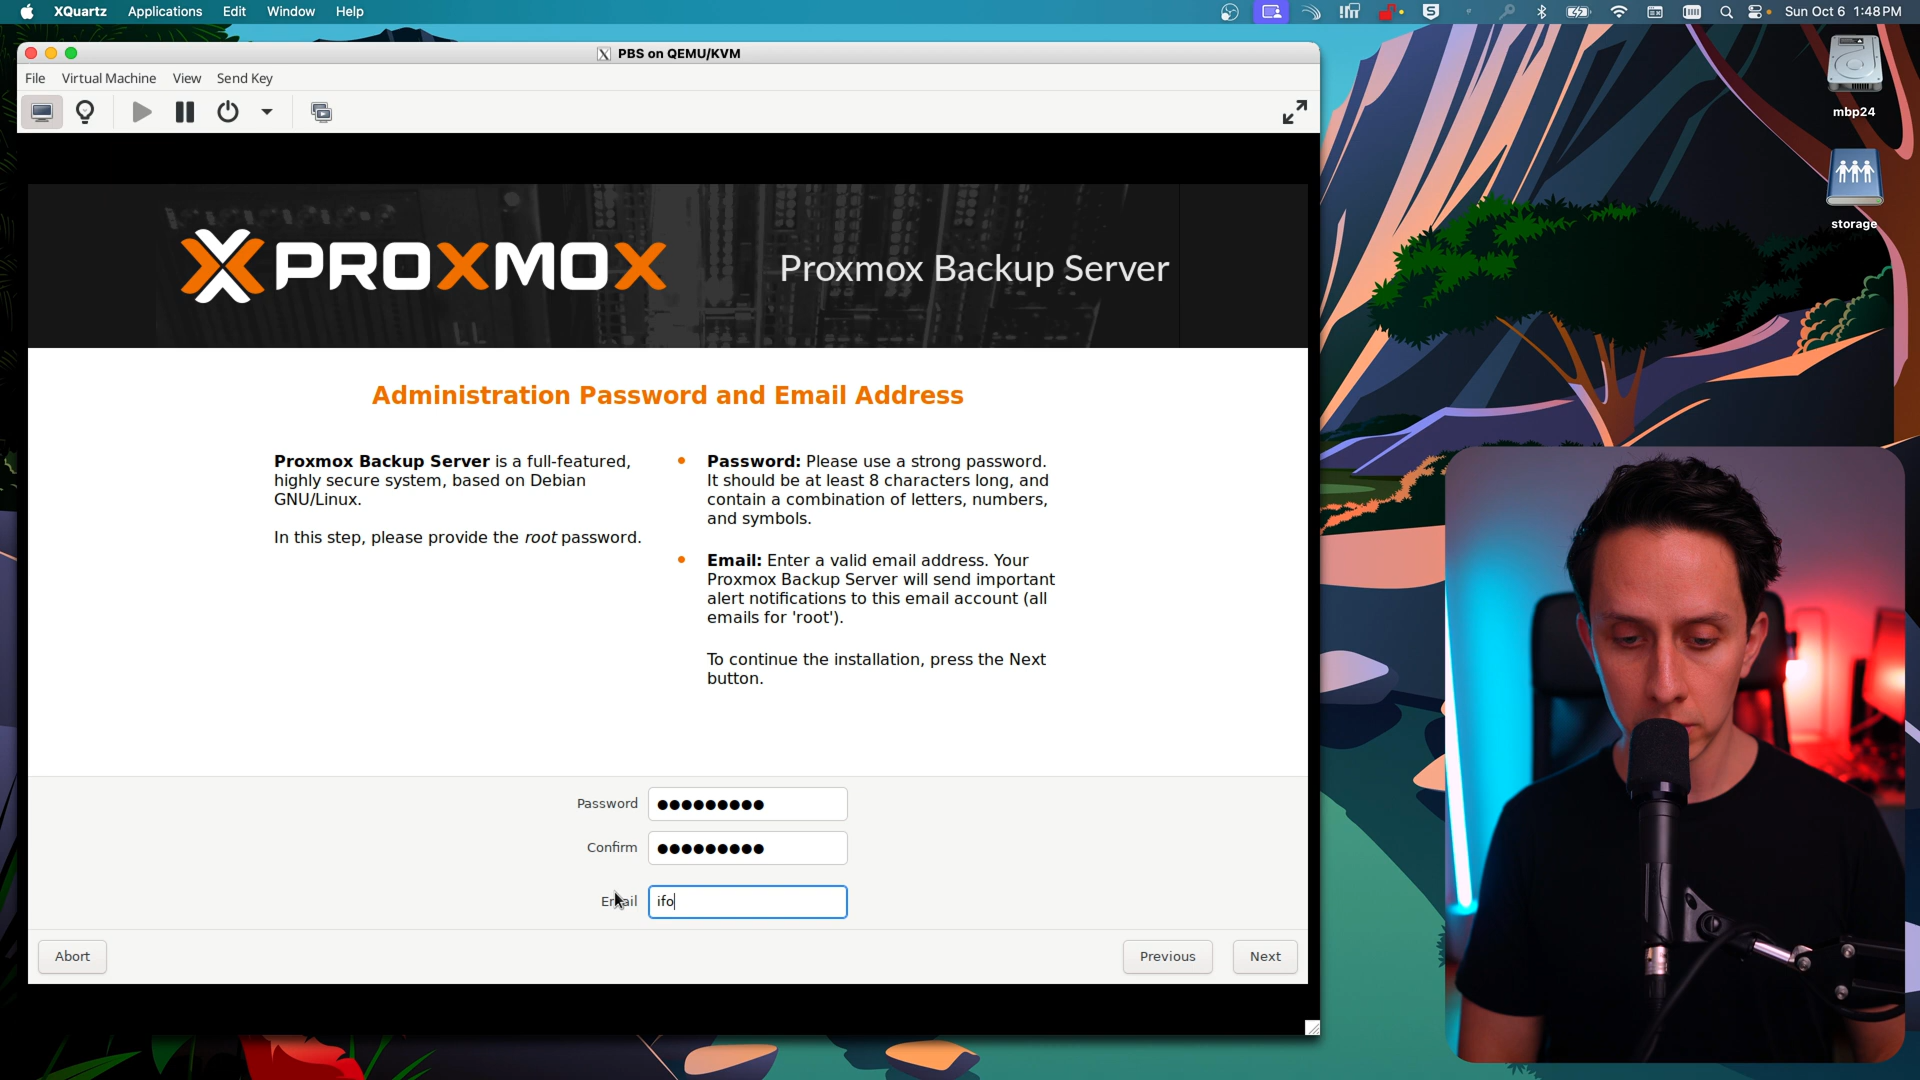 XQuartz Applications Edit Window Help
Sun Oct 6 1:48 PM
PBS on QEMU/KVM
File Virtual Machine View Send Key
mbp24
storage
PROXMOX
Proxmox Backup Server
Administration Password and Email Address
Proxmox Backup Server is a full-featured,
highly secure system, based on Debian
GNU/Linux.
In this step, please provide the root password.
Password: Please use a strong password.
It should be at least 8 characters long, and
contain a combination of letters, numbers,
and symbols.
Email: Enter a valid email address. Your
Proxmox Backup Server will send important
alert notifications to this email account (all
emails for 'root').
To continue the installation, press the Next
button.
Password ●●●●●●●●●
Confirm ●●●●●●●●●
Email ifo
Abort
Previous
Next